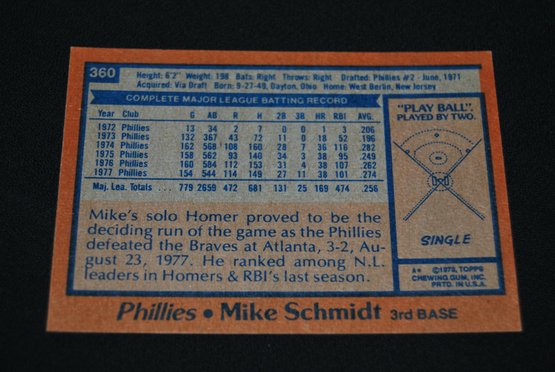 360
Height: 6'2" Weight: 198 Bats: Right Throws: Right Drafted: Phillies #2 - June, 1971
Acquired: Via Draft Born: 9-27-49, Dayton, Ohio Home: West Berlin, New Jersey
COMPLETE MAJOR LEAGUE BATTING RECORD
Year Club G AB R H 2B 3B HR RBI AVG.
1972 Phillies 13 34 2 7 0 0 1 3 .206
1973 Phillies 132 367 43 72 11 0 18 52 .196
1974 Phillies 162 568 108 160 28 7 36 116 .282
1975 Phillies 158 562 93 140 34 3 38 95 .249
1976 Phillies 160 584 112 153 31 4 38 107 .262
1977 Phillies 154 544 114 149 27 11 38 101 .274
Maj. Lea. Totals 779 2659 472 681 131 25 169 474 .256
Mike's solo Homer proved to be the
deciding run of the game as the Phillies
defeated the Braves at Atlanta, 3-2, Au-
gust 23, 1977. He ranked among N.L.
leaders in Homers & RBI's last season.
"PLAY BALL".
PLAYED BY TWO.
SINGLE
A* ©1978, TOPPS
CHEWING GUM, INC.
PRTD. IN U.S.A.
Phillies • Mike Schmidt 3rd BASE